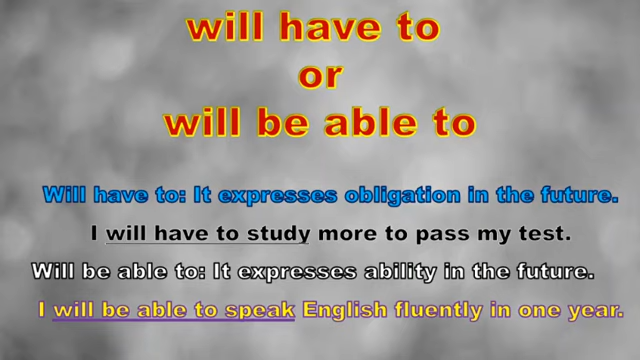 will have to
or
will be able to
Will have to: It expresses obligation in the future.
I will have to study more to pass my test.
Will be able to: It expresses ability in the future.
I will be able to speak English fluently in one year.